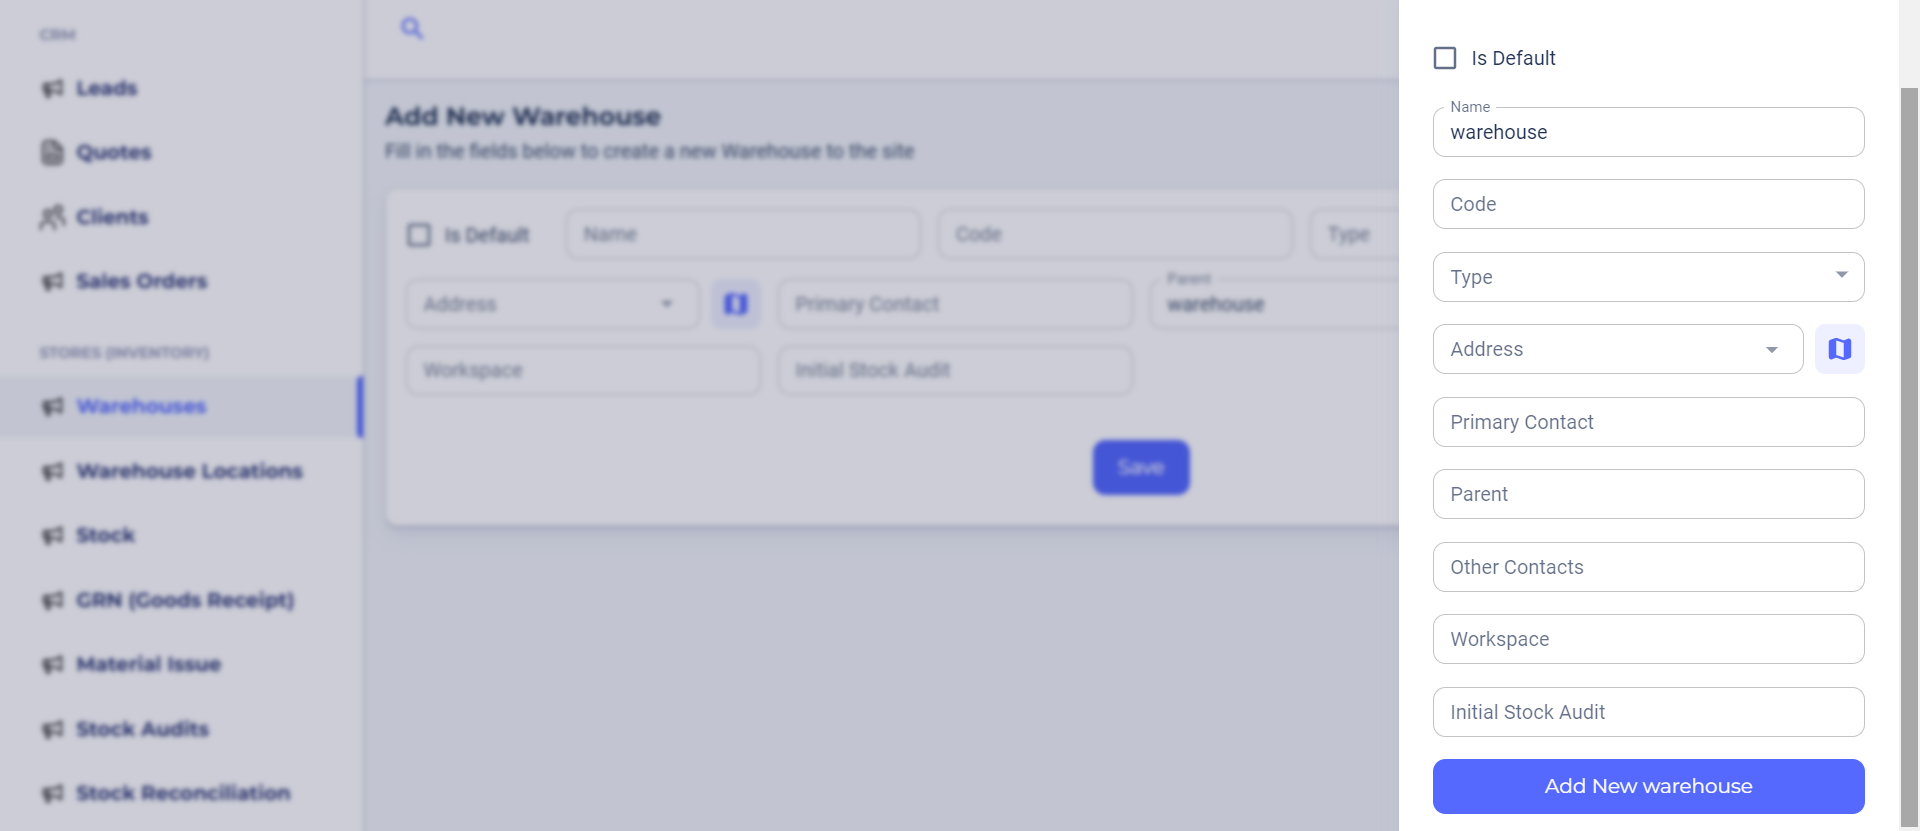 CRM
Leads
Quotes
Clients
Sales Orders
STORES (INVENTORY)
Warehouses
Warehouse Locations
Stock
GRN (Goods Receipt)
Material Issue
Stock Audits
Stock Reconciliation
Add New Warehouse
Fill in the fields below to create a new Warehouse to the site
Is Default
Name
Code
Type
Address
Primary Contact
Parent
warehouse
Workspace
Initial Stock Audit
Save
Is Default
Name
warehouse
Code
Type
Address
Primary Contact
Parent
Other Contacts
Workspace
Initial Stock Audit
Add New warehouse